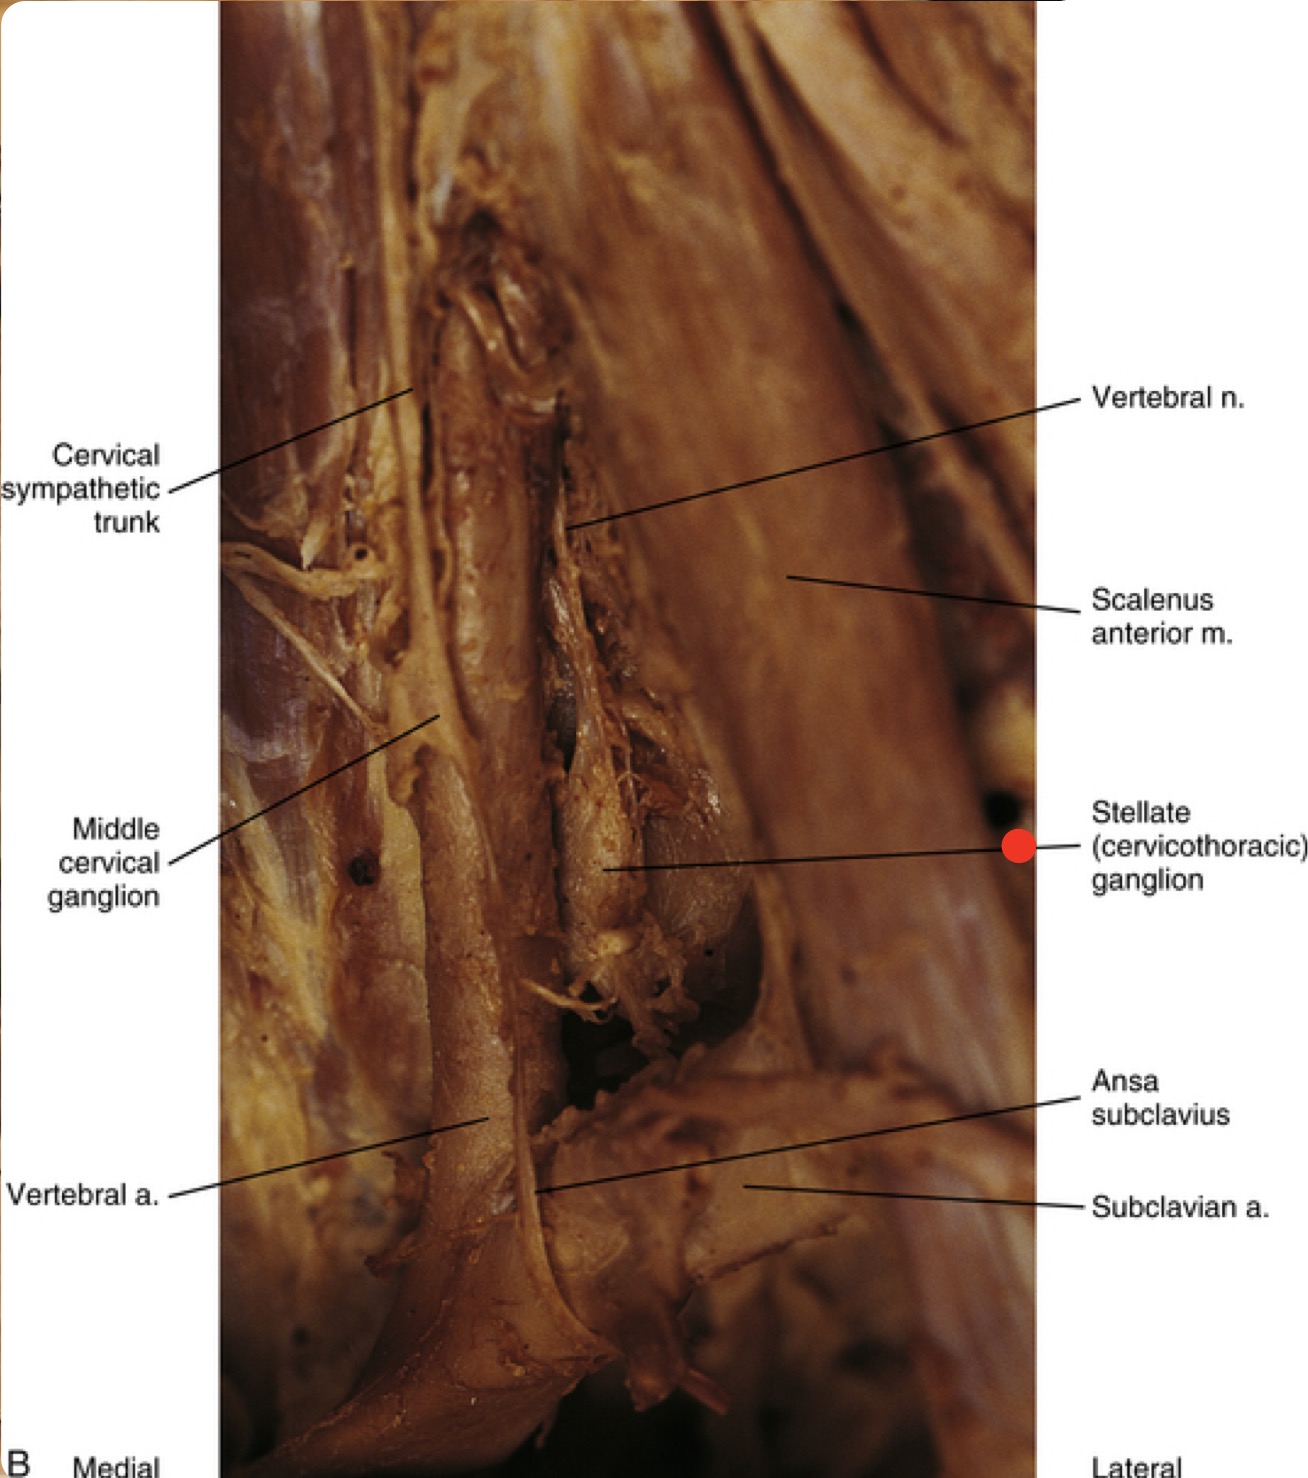 Cervical
sympathetic
trunk
Middle
cervical
ganglion
Vertebral a.
B Medial
Vertebral n.
Scalenus
anterior m.
Stellate
(cervicothoracic)
ganglion
Ansa
subclavius
Subclavian a.
Lateral